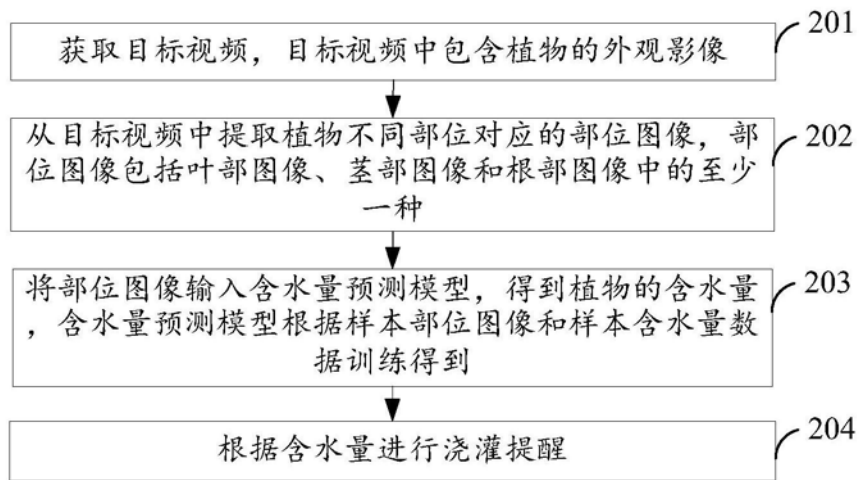 获取目标视频，目标视频中包含植物的外观影像
201
从目标视频中提取植物不同部位对应的部位图像，部
位图像包括叶部图像、茎部图像和根部图像中的至少
一种
202
将部位图像输入含水量预测模型，得到植物的含水量
，含水量预测模型根据样本部位图像和样本含水量数
据训练得到
203
根据含水量进行浇灌提醒
204